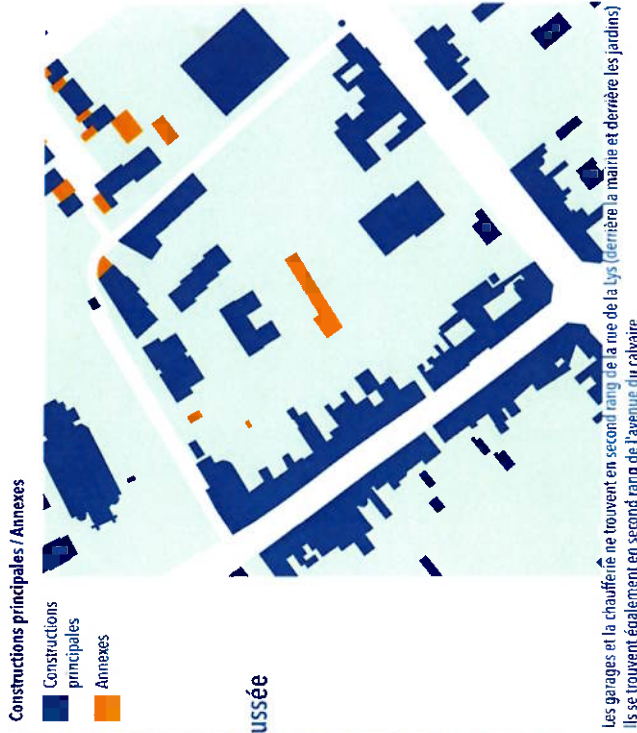 Constructions principales / Annexes
Constructions
principales
Annexes
ussée
Les garages et la chaufferie ne trouvent en second rang de la rue de la Lys (derrière la mairie et derrière les jardins)
Ils se trouvent également en second rang de l'avenue du calvaire